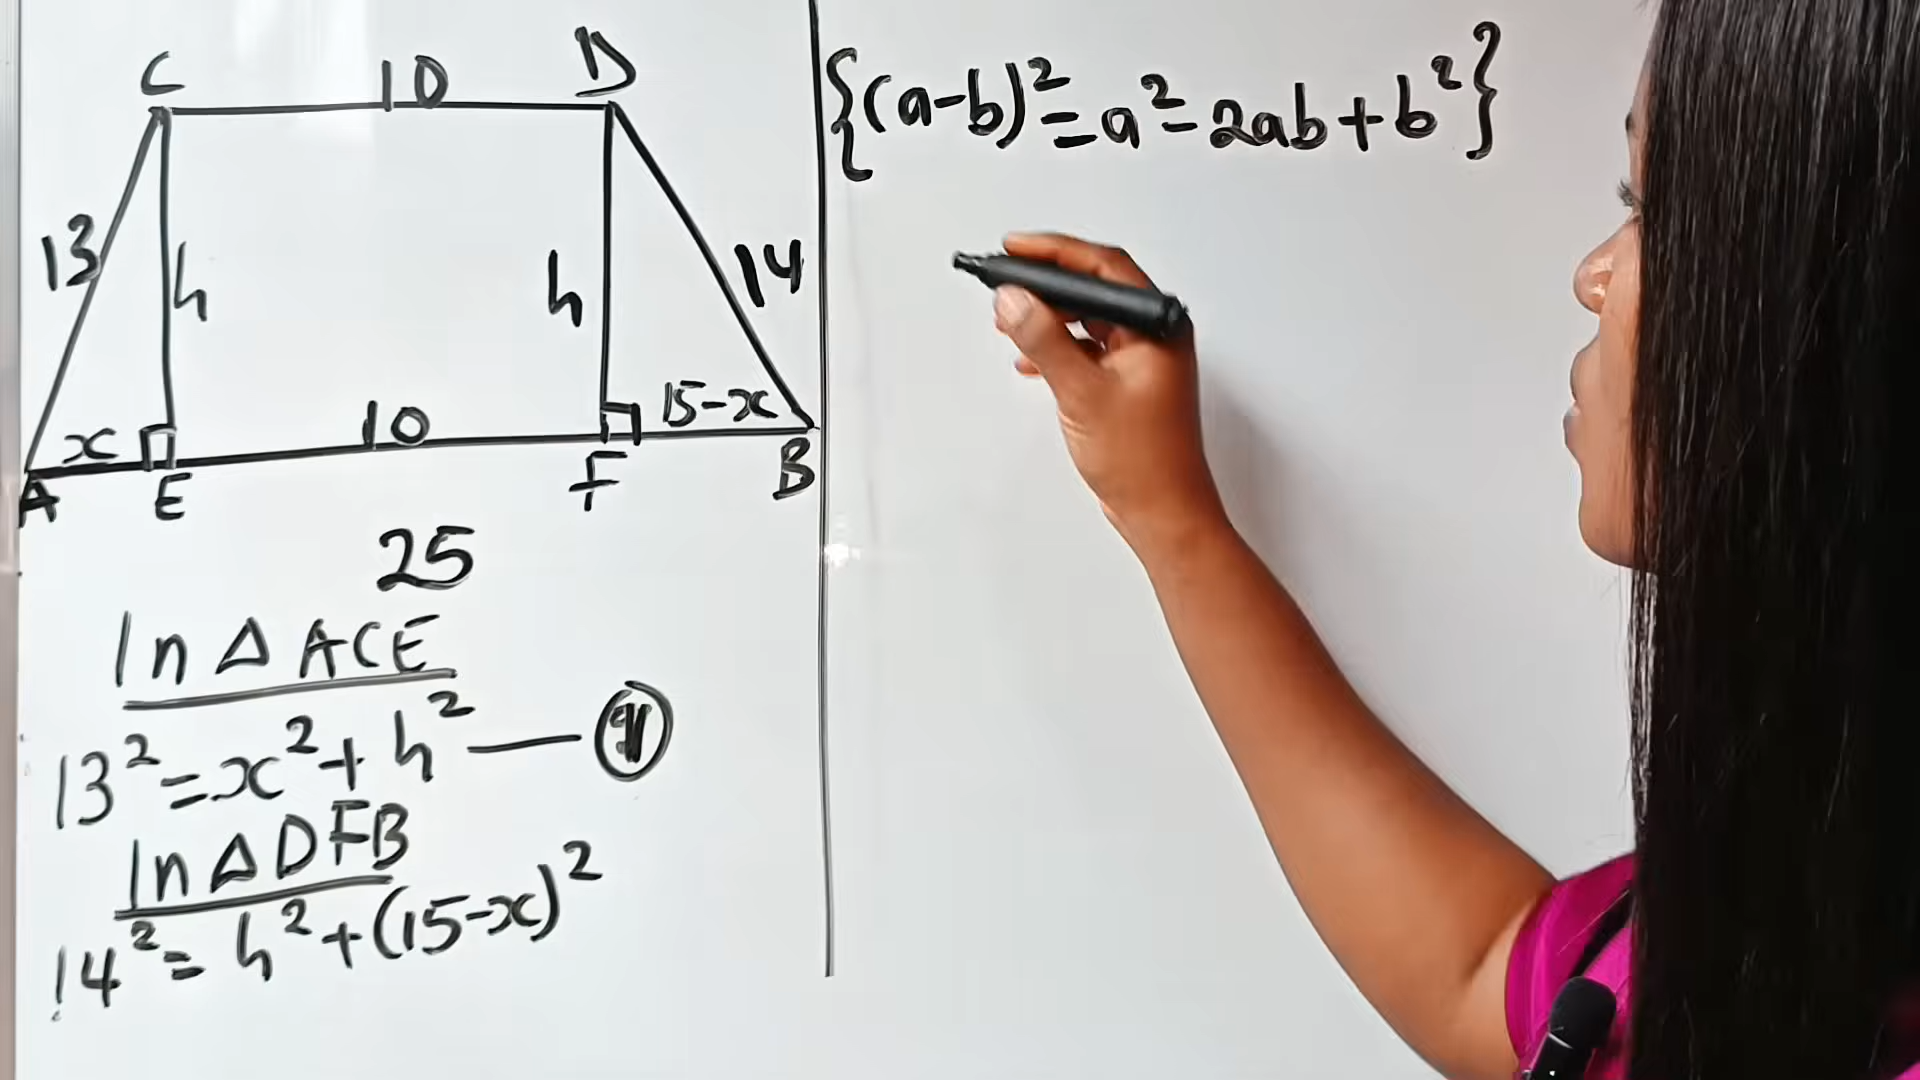 C 10 D
{(a-b)²=a²-2ab+b²}
13 h h 14
x 10 15-x
A E F B
25
In △ ACE
13²=x²+h² —
In △DFB
14²=h²+(15-x)²